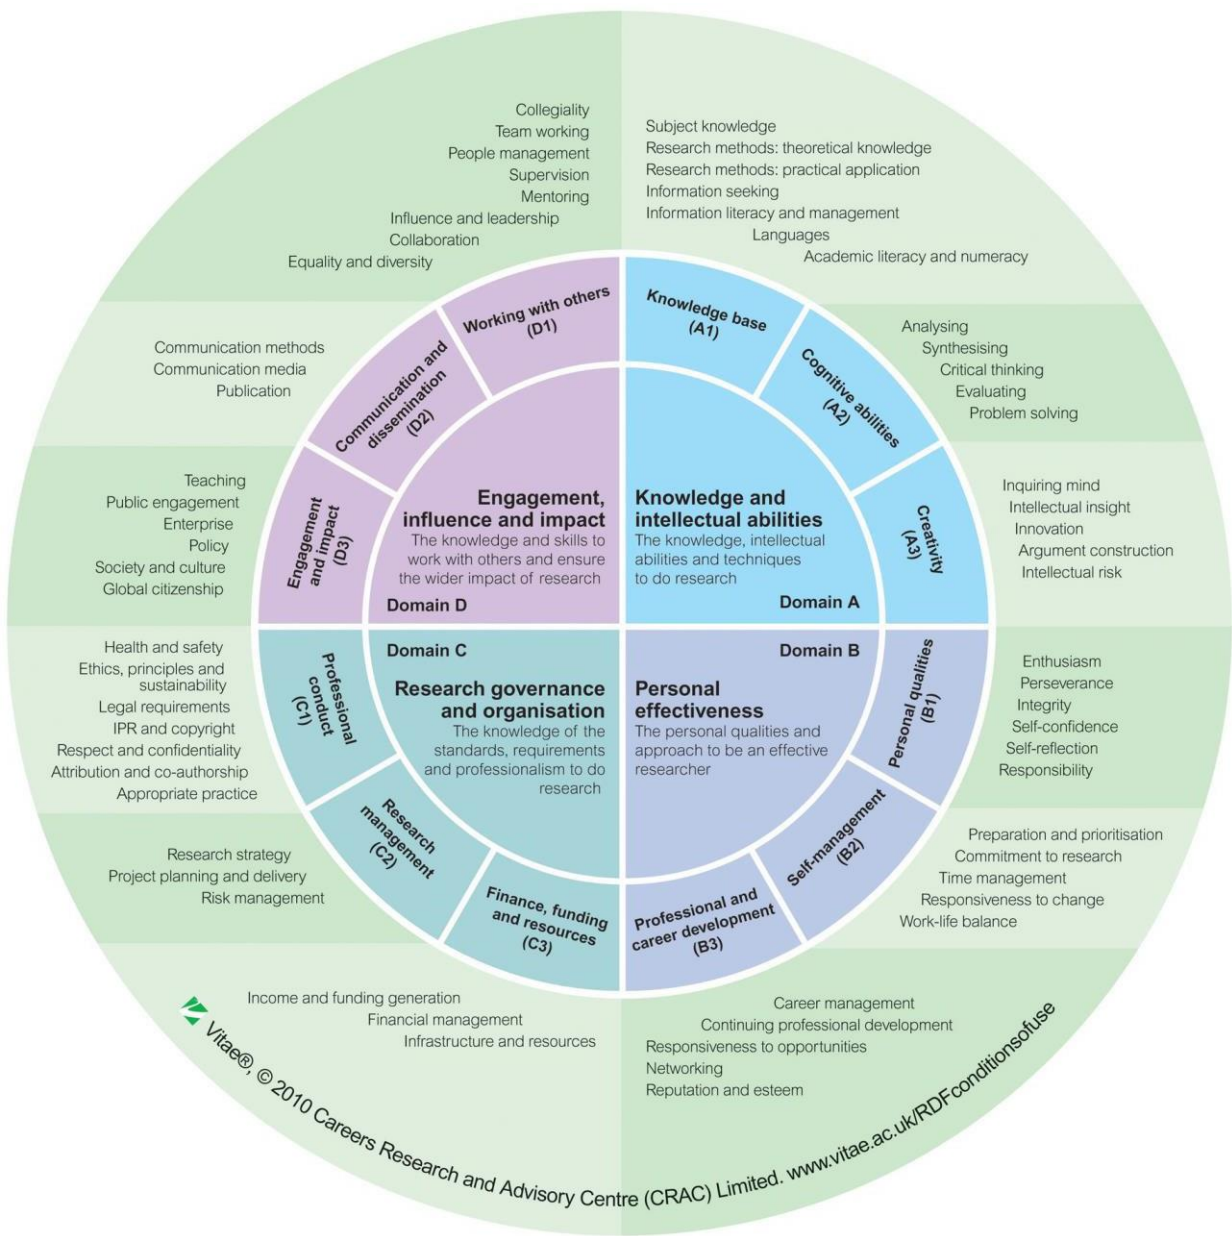 Collegiality
Team working
People management
Supervision
Mentoring
Influence and leadership
Collaboration
Equality and diversity
Subject knowledge
Research methods: theoretical knowledge
Research methods: practical application
Information seeking
Information literacy and management
Languages
Academic literacy and numeracy
Working with others
(D1)
Knowledge base
(A1)
Communication methods
Communication media
Publication
Communication and
dissemination
(D2)
Cognitive abilities
(A2)
Analysing
Synthesising
Critical thinking
Evaluating
Problem solving
Teaching
Public engagement
Enterprise
Policy
Society and culture
Global citizenship
Engagement
and impact
(D3)
Engagement,
influence and impact
The knowledge and skills to
work with others and ensure
the wider impact of research
Domain D
Knowledge and
intellectual abilities
The knowledge, intellectual
abilities and techniques
to do research
Domain A
Creativity
(A3)
Inquiring mind
Intellectual insight
Innovation
Argument construction
Intellectual risk
Health and safety
Ethics, principles and
sustainability
Legal requirements
IPR and copyright
Respect and confidentiality
Attribution and co-authorship
Appropriate practice
Professional
conduct
(C1)
Domain C
Research governance
and organisation
The knowledge of the
standards, requirements
and professionalism to do
research
Domain B
Personal
effectiveness
The personal qualities and
approach to be an effective
researcher
Personal qualities
(B1)
Enthusiasm
Perseverance
Integrity
Self-confidence
Self-reflection
Responsibility
Research strategy
Project planning and delivery
Risk management
Research
management
(C2)
Self-management
(B2)
Preparation and prioritisation
Commitment to research
Time management
Responsiveness to change
Work-life balance
Finance, funding
and resources
(C3)
Professional and
career development
(B3)
Income and funding generation
Financial management
Infrastructure and resources
Career management
Continuing professional development
Responsiveness to opportunities
Networking
Reputation and esteem
Vitae®, © 2010 Careers Research and Advisory Centre (CRAC) Limited. www.vitae.ac.uk/RDFconditionsofuse